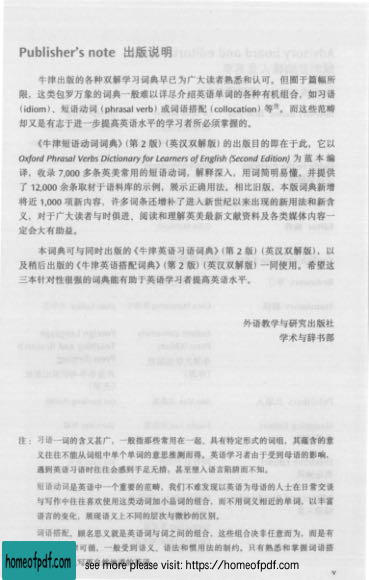 Publisher's note 出版说明
牛津出版的各种双解学习词典早已为广大读者熟悉和认可。但囿于篇幅所
限，这类包罗万象的词典一般难以详尽介绍英语单词的各种有机组合，如习语
(idiom)、短语动词 (phrasal verb) 或词语搭配 (collocation) 等注。而这些范畴
却又是有志于进一步提高英语水平的学习者所必须掌握的。
《牛津短语动词词典》(第 2 版) (英汉双解版) 的出版目的即在于此，它以
Oxford Phrasal Verbs Dictionary for Learners of English (Second Edition) 为蓝本编
译，收录 7,000 多条英美常用的短语动词，解释深入，用词简明易懂。并提供
了 12,000 余条取材于语料库的示例，展示正确用法。相比旧版，本版词典新增
将近 1,000 项新内容，许多词条还增补了进入新世纪以来出现的新用法和新含
义，对于广大读者与时俱进、阅读和理解英美最新文献资料及各类媒体内容一
定会大有助益。
本词典可与同时出版的《牛津英语习语词典》(第 2 版) (英汉双解版)，以
及稍后出版的《牛津英语搭配词典》(第 2 版) (英汉双解版) 一同使用。希望这
三本针对性很强的词典能有助于英语学习者提高英语水平。
外语教学与研究出版社
学术与辞书部
注：习语一词的含义甚广，一般指那些常用在一起、具有特定形式的词组，其蕴含的意
义往往不能从词组中单个单词的意思推测而得。英语学习者由于受到母语的影响，
遇到英语习语时往往会感到手足无措，甚至堕入语言陷阱而不知。
短语动词是英语中一个重要的范畴，我们不难发现以英语为母语的人士在日常交谈
与写作中往往喜欢使用这类动词加小品词的组合，而不用词义相近的单词，以丰富
语言的变化，展现语义上不同的层次与微妙的区别。
词语搭配，顾名思义就是英语词与词之间的组合，这些组合决非任意而为，而是有
可循，一般受到语义、语法和惯用法的制约，只有熟悉和掌握词语搭
homeofpdf.com
see more please visit: https://homeofpdf.com
v